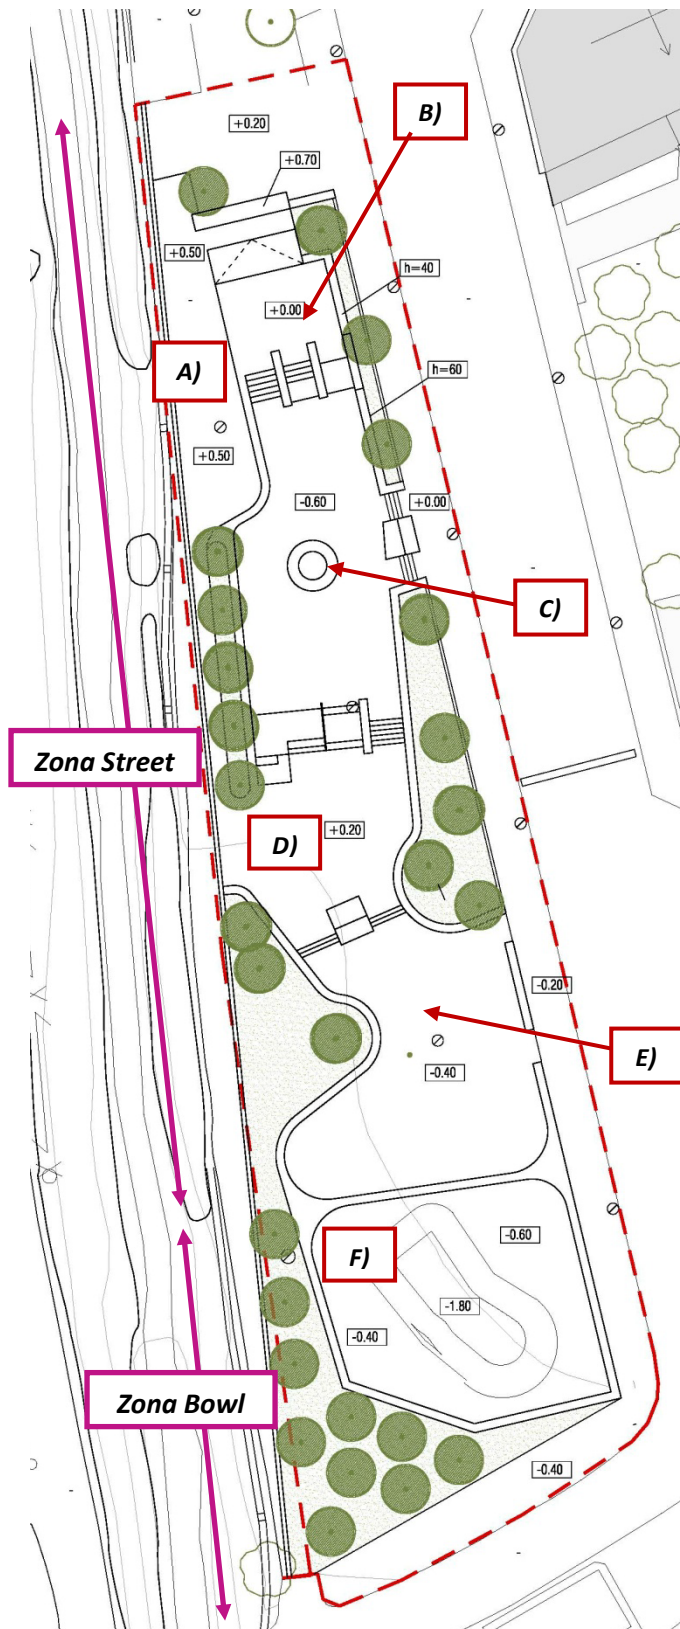 +0.20
B)
+0.70
+0.50
h=40
+0.00
A)
h=60
+0.50
-0.60
+0.00
C)
Zona Street
+0.20
D)
-0.20
E)
-0.40
-0.60
F)
-1.80
-0.40
Zona Bowl
-0.40